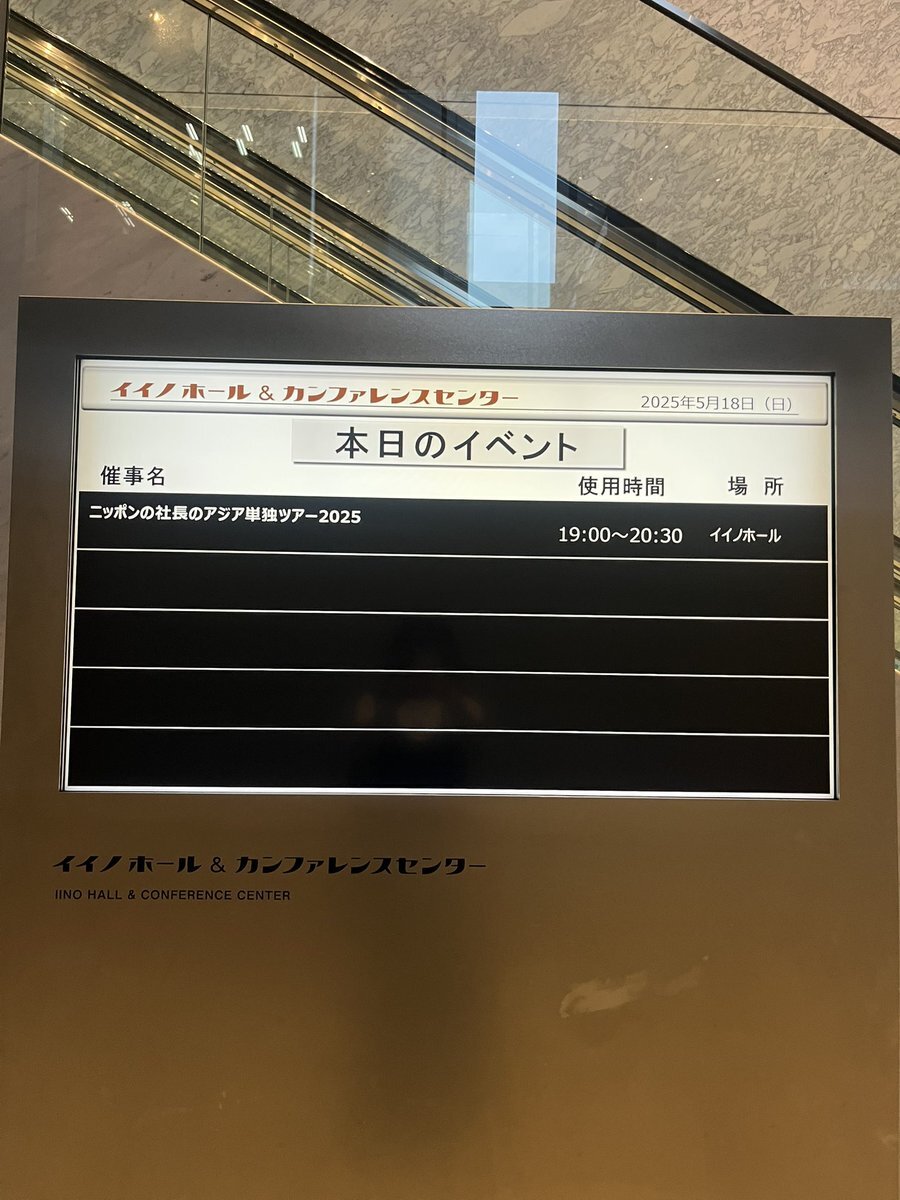 イイノホール & カンファレンスセンター
2025年5月18日（日）
本日のイベント
催事名 使用時間 場 所
ニッポンの社長のアジア単独ツアー2025
19:00～20:30 イイノホール
イイノホール & カンファレンスセンター
IINO HALL & CONFERENCE CENTER